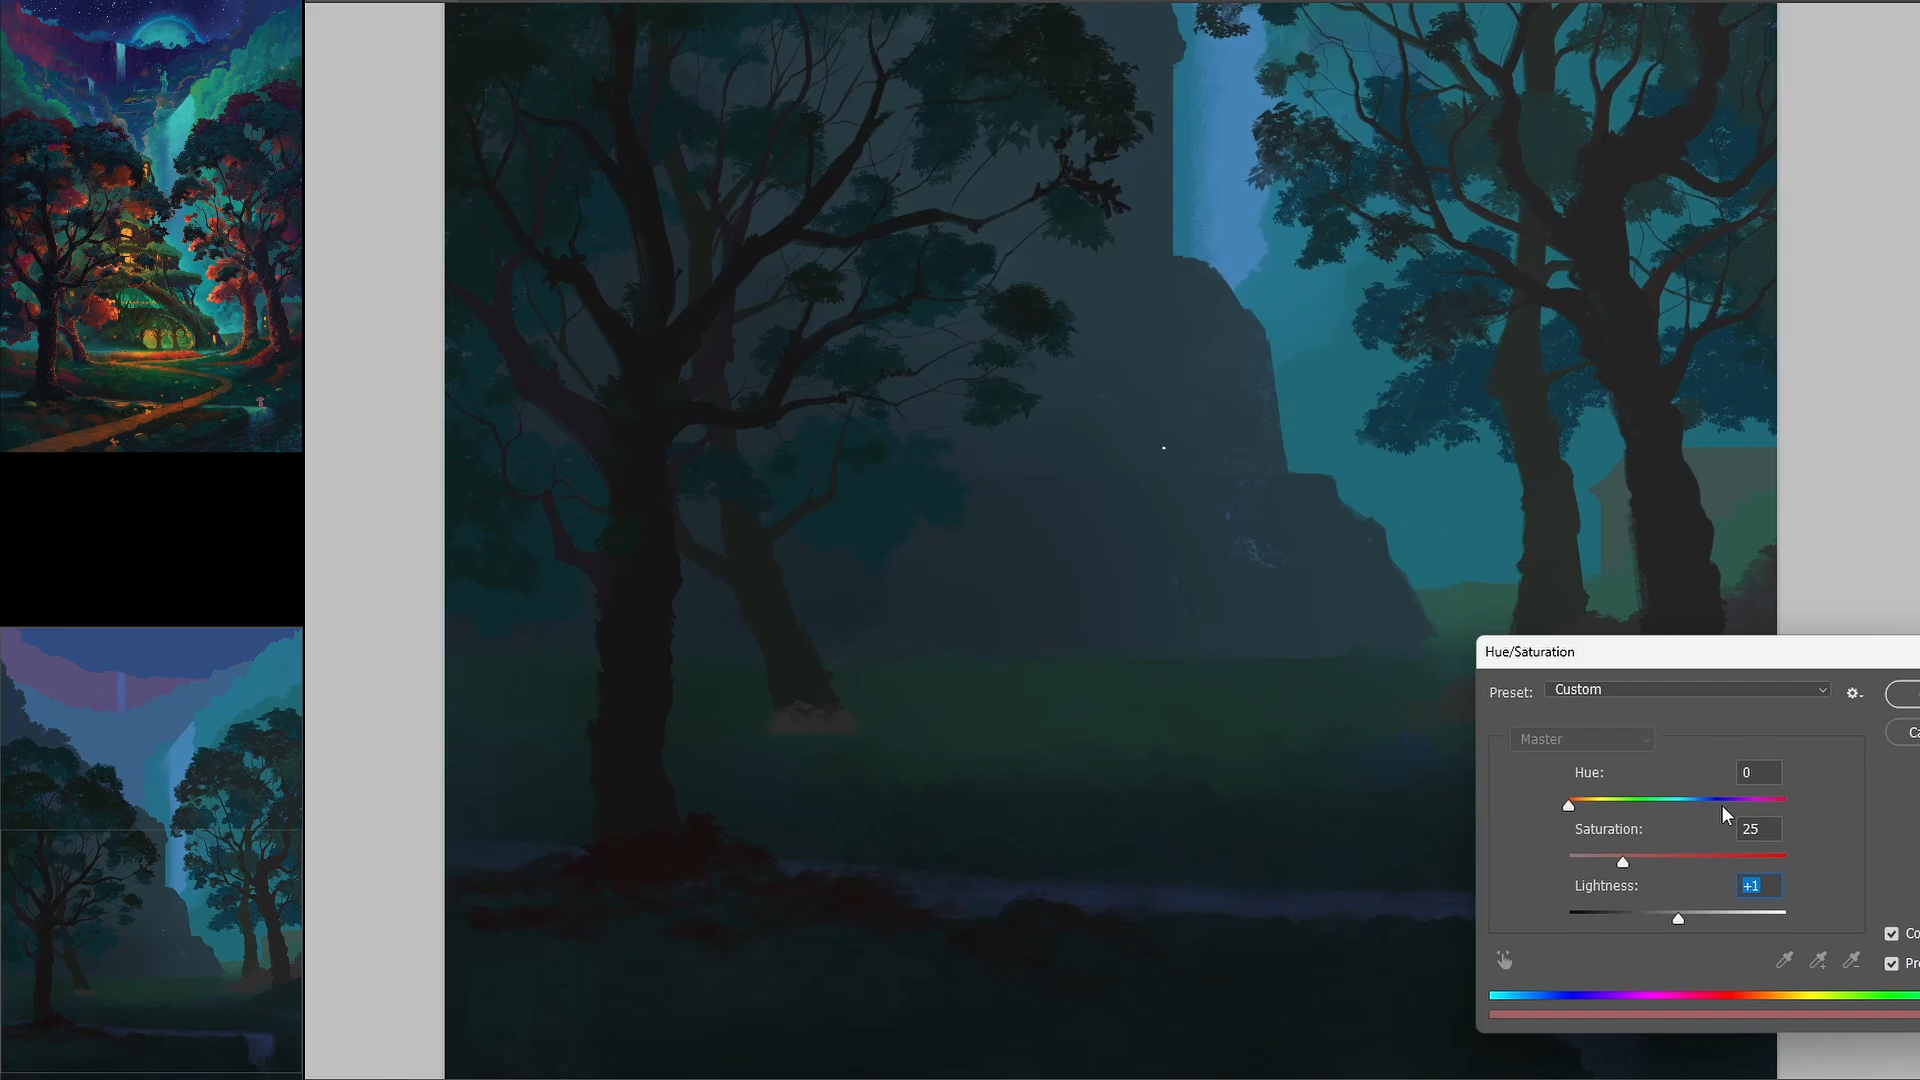 Hue/Saturation
Preset: Custom
Master
Hue: 0
Saturation: 25
Lightness: +1